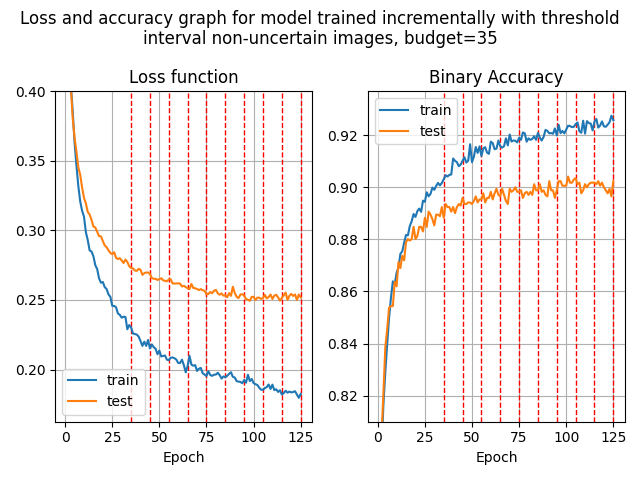 Loss and accuracy graph for model trained incrementally with threshold
interval non-uncertain images, budget=35
Loss function
0.40
0.35
0.30
0.25
0.20
train
test
0 25 50 75 100 125
Epoch
Binary Accuracy
train
test
0.92
0.90
0.88
0.86
0.84
0.82
0 25 50 75 100 125
Epoch